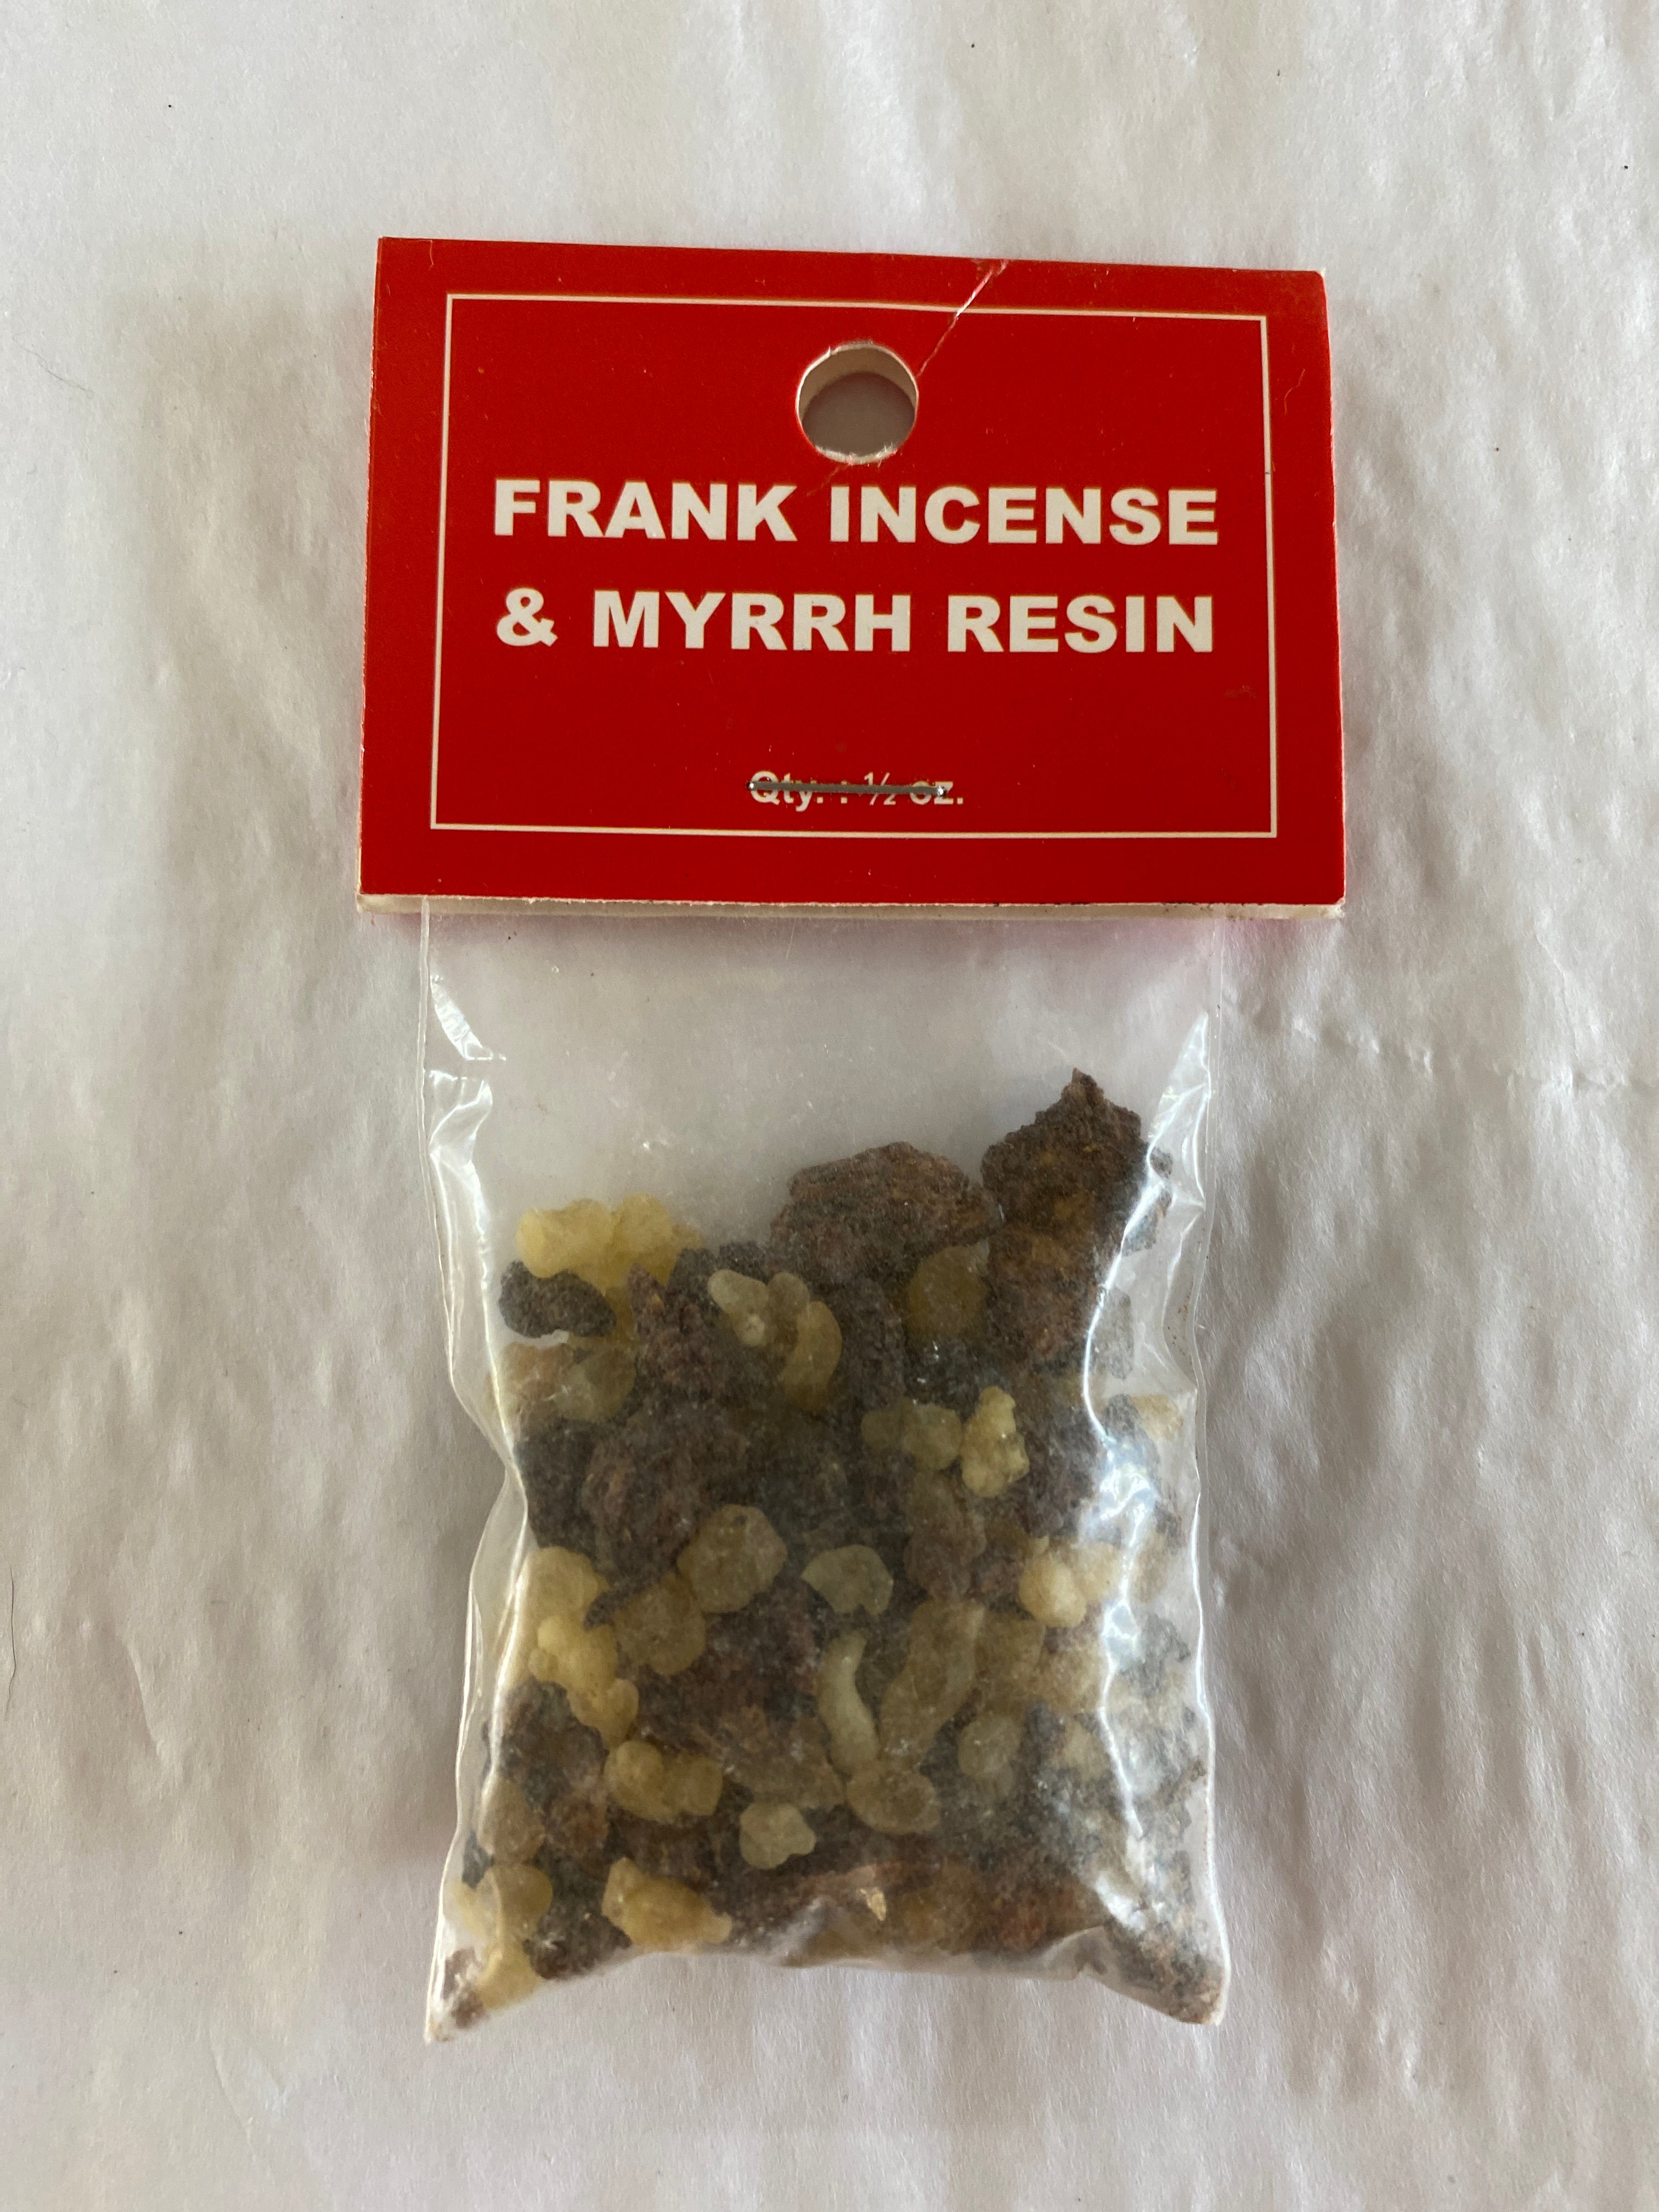 FRANK INCENSE
& MYRRH RESIN
Qty. : ½ oz.